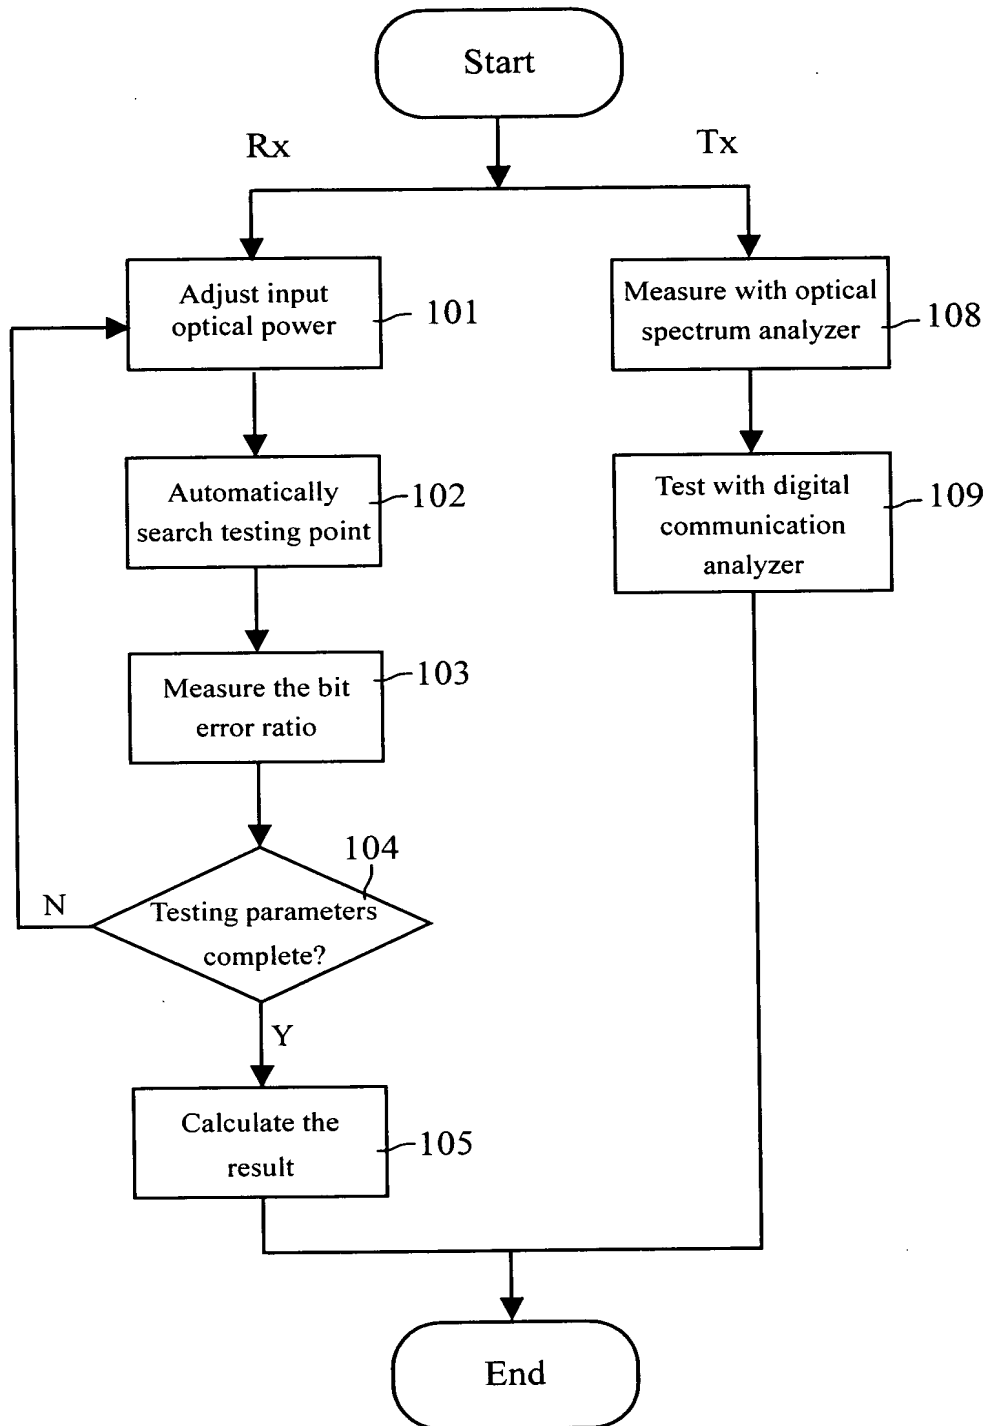 Start
Rx
Tx
Adjust input
optical power
101
Measure with optical
spectrum analyzer
108
Automatically
search testing point
102
Test with digital
communication
analyzer
109
Measure the bit
error ratio
103
104
Testing parameters
complete?
N
Y
Calculate the
result
105
End